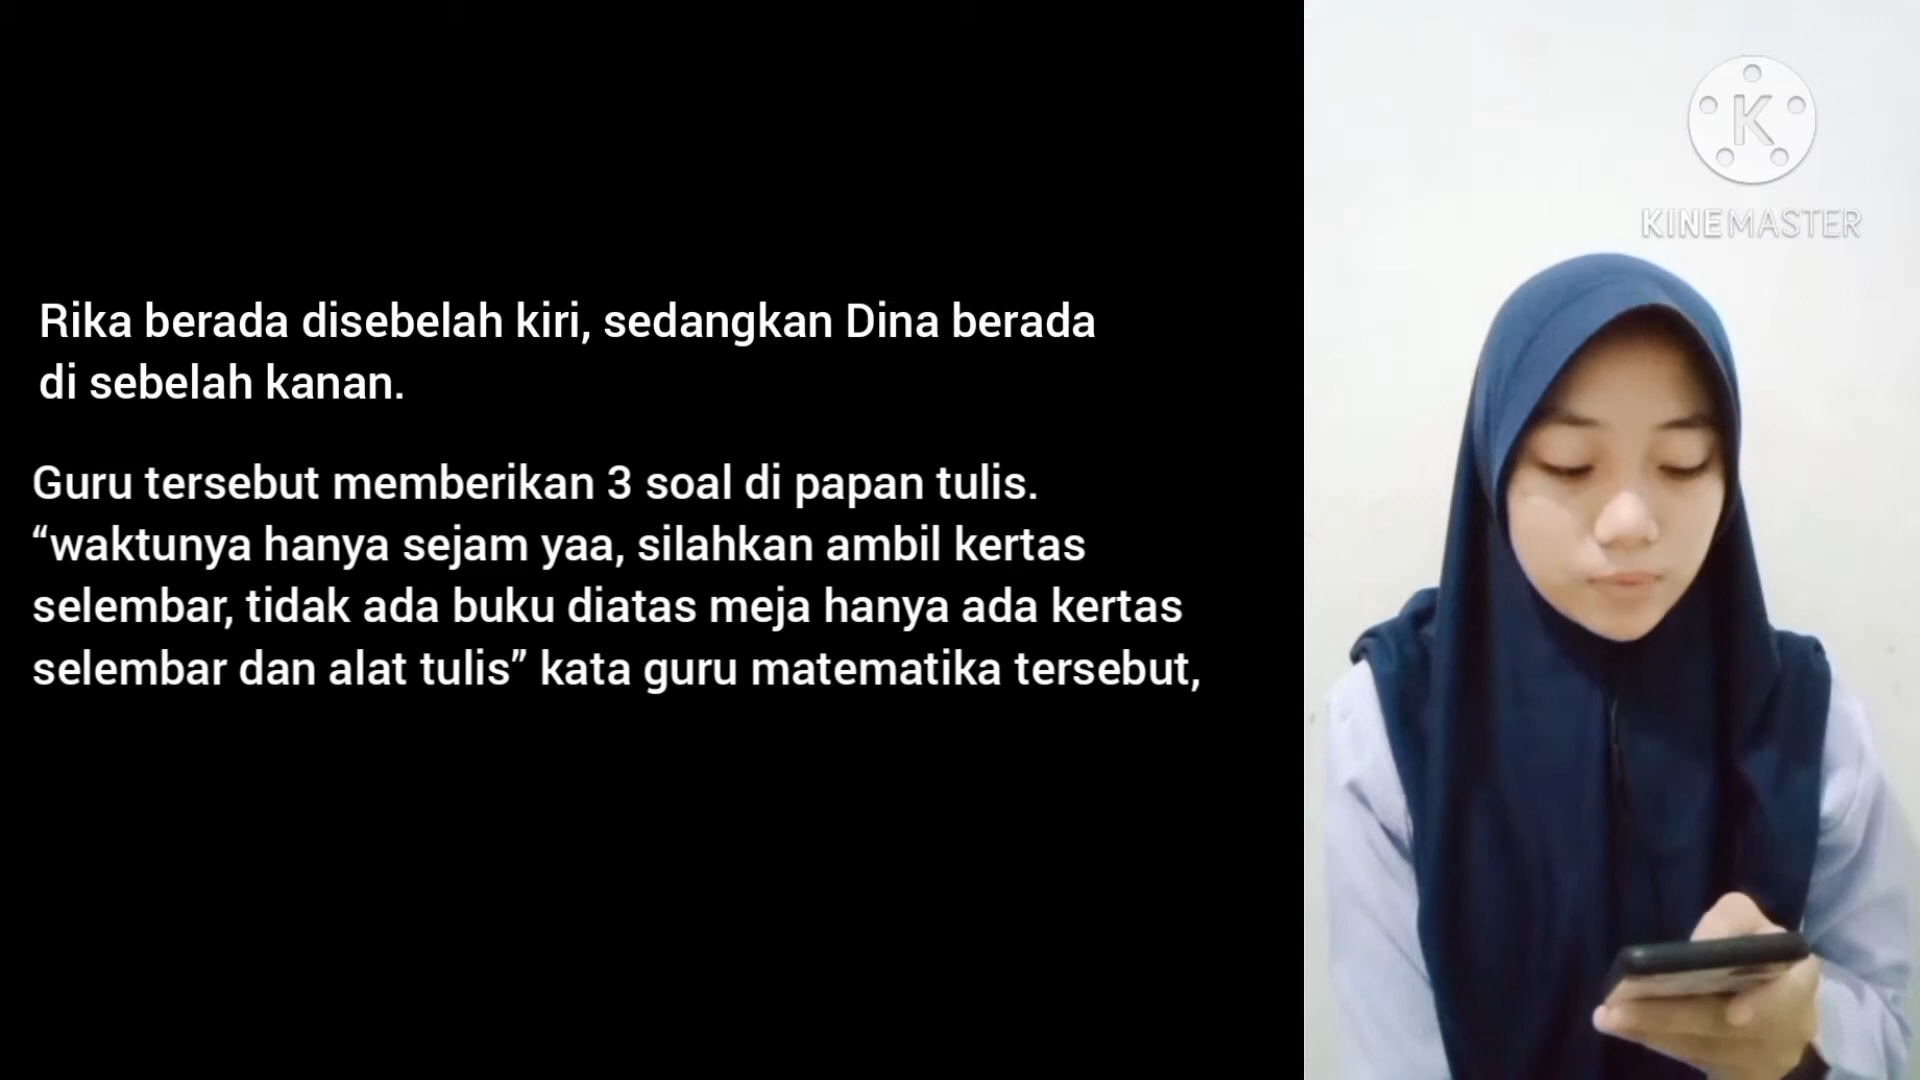 Rika berada disebelah kiri, sedangkan Dina berada
di sebelah kanan.
Guru tersebut memberikan 3 soal di papan tulis.
“waktunya hanya sejam yaa, silahkan ambil kertas
selembar, tidak ada buku diatas meja hanya ada kertas
selembar dan alat tulis” kata guru matematika tersebut,
K
KINEMASTER